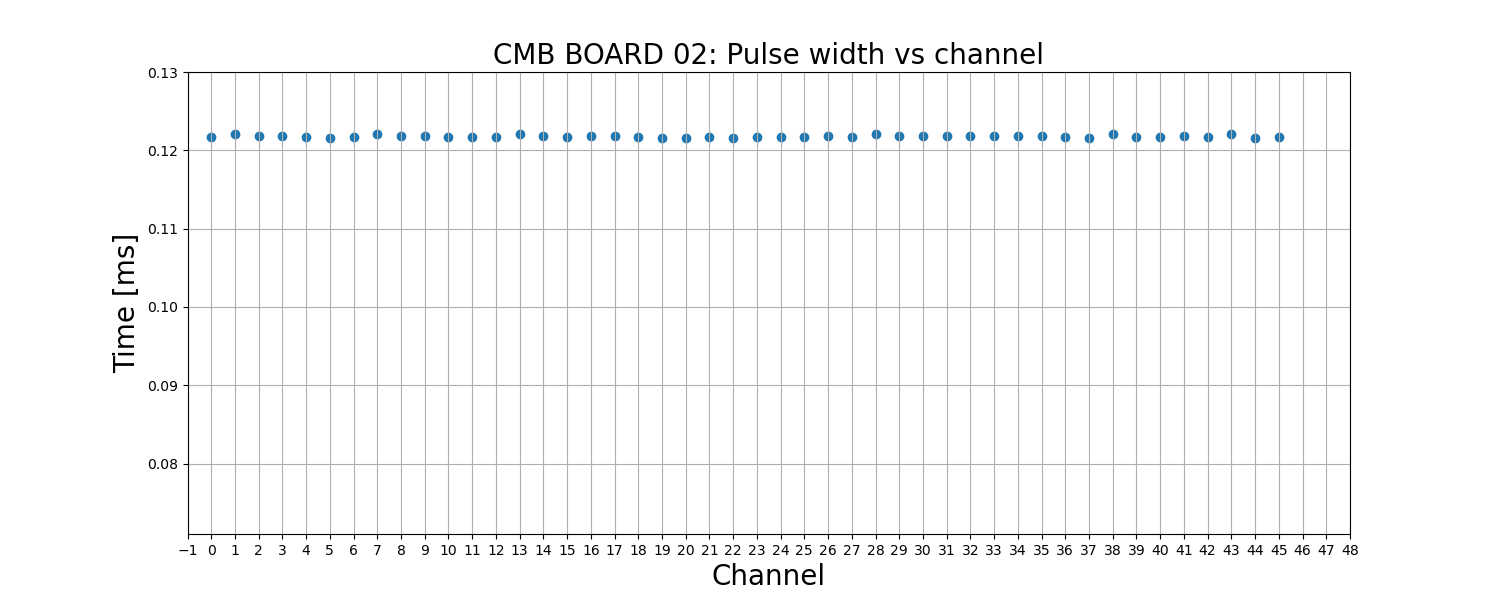 CMB BOARD 02: Pulse width vs channel
0.13
0.12
0.11
0.10
0.09
0.08
Time [ms]
−1 0 1 2 3 4 5 6 7 8 9 10 11 12 13 14 15 16 17 18 19 20 21 22 23 24 25 26 27 28 29 30 31 32 33 34 35 36 37 38 39 40 41 42 43 44 45 46 47 48
Channel